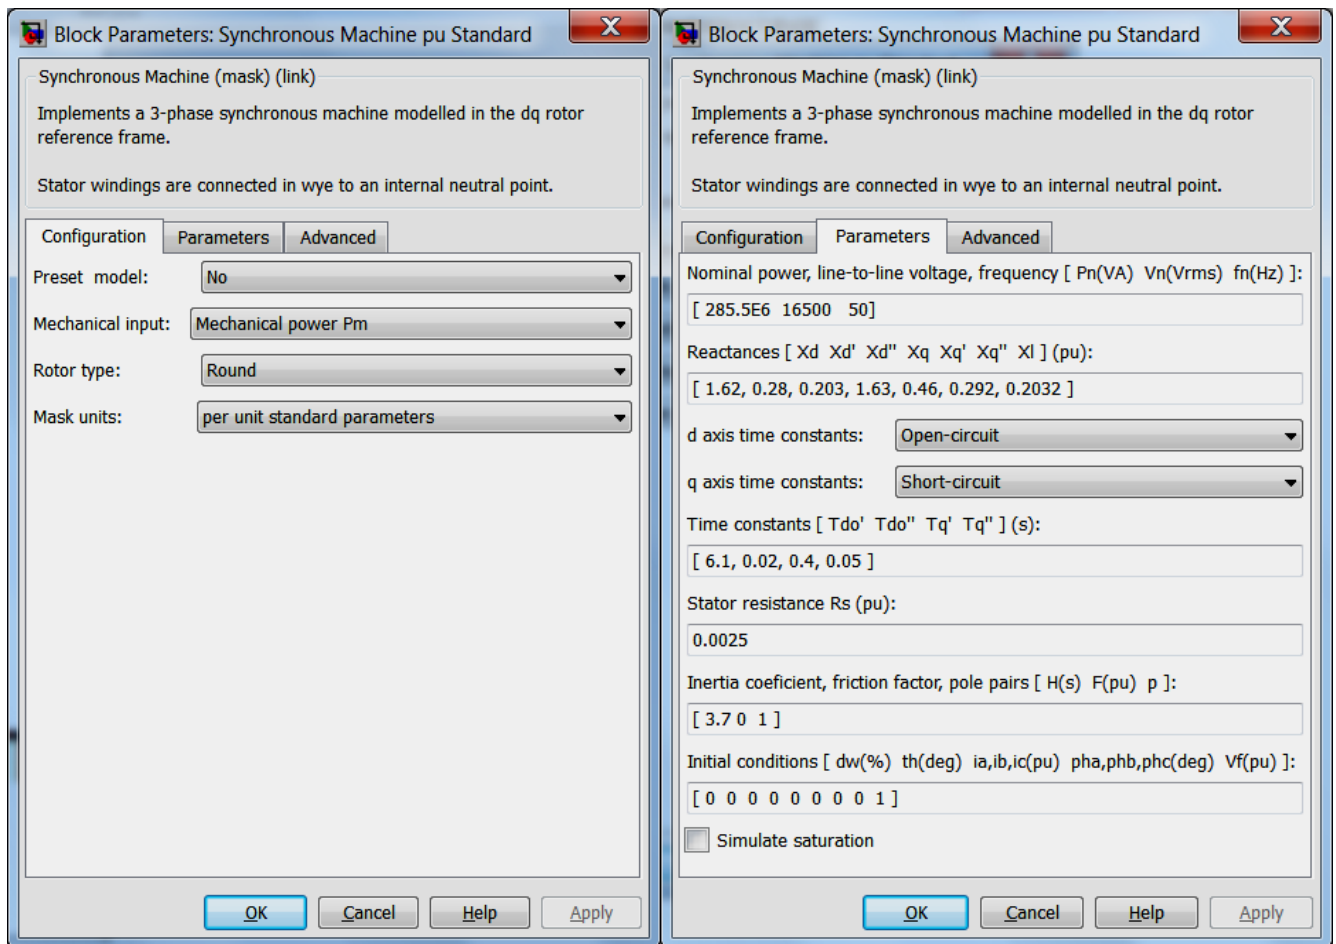 Block Parameters: Synchronous Machine pu Standard
Synchronous Machine (mask) (link)
Implements a 3-phase synchronous machine modelled in the dq rotor
reference frame.
Stator windings are connected in wye to an internal neutral point.
Configuration Parameters Advanced
Preset model: No
Mechanical input: Mechanical power Pm
Rotor type: Round
Mask units: per unit standard parameters
OK Cancel Help Apply
Block Parameters: Synchronous Machine pu Standard
Synchronous Machine (mask) (link)
Implements a 3-phase synchronous machine modelled in the dq rotor
reference frame.
Stator windings are connected in wye to an internal neutral point.
Configuration Parameters Advanced
Nominal power, line-to-line voltage, frequency [ Pn(VA) Vn(Vrms) fn(Hz) ]:
[ 285.5E6 16500 50]
Reactances [ Xd Xd' Xd'' Xq Xq' Xq'' Xl ] (pu):
[ 1.62, 0.28, 0.203, 1.63, 0.46, 0.292, 0.2032 ]
d axis time constants: Open-circuit
q axis time constants: Short-circuit
Time constants [ Tdo' Tdo'' Tq' Tq'' ] (s):
[ 6.1, 0.02, 0.4, 0.05 ]
Stator resistance Rs (pu):
0.0025
Inertia coeficient, friction factor, pole pairs [ H(s) F(pu) p ]:
[ 3.7 0 1 ]
Initial conditions [ dw(%) th(deg) ia,ib,ic(pu) pha,phb,phc(deg) Vf(pu) ]:
[ 0 0 0 0 0 0 0 0 1 ]
Simulate saturation
OK Cancel Help Apply